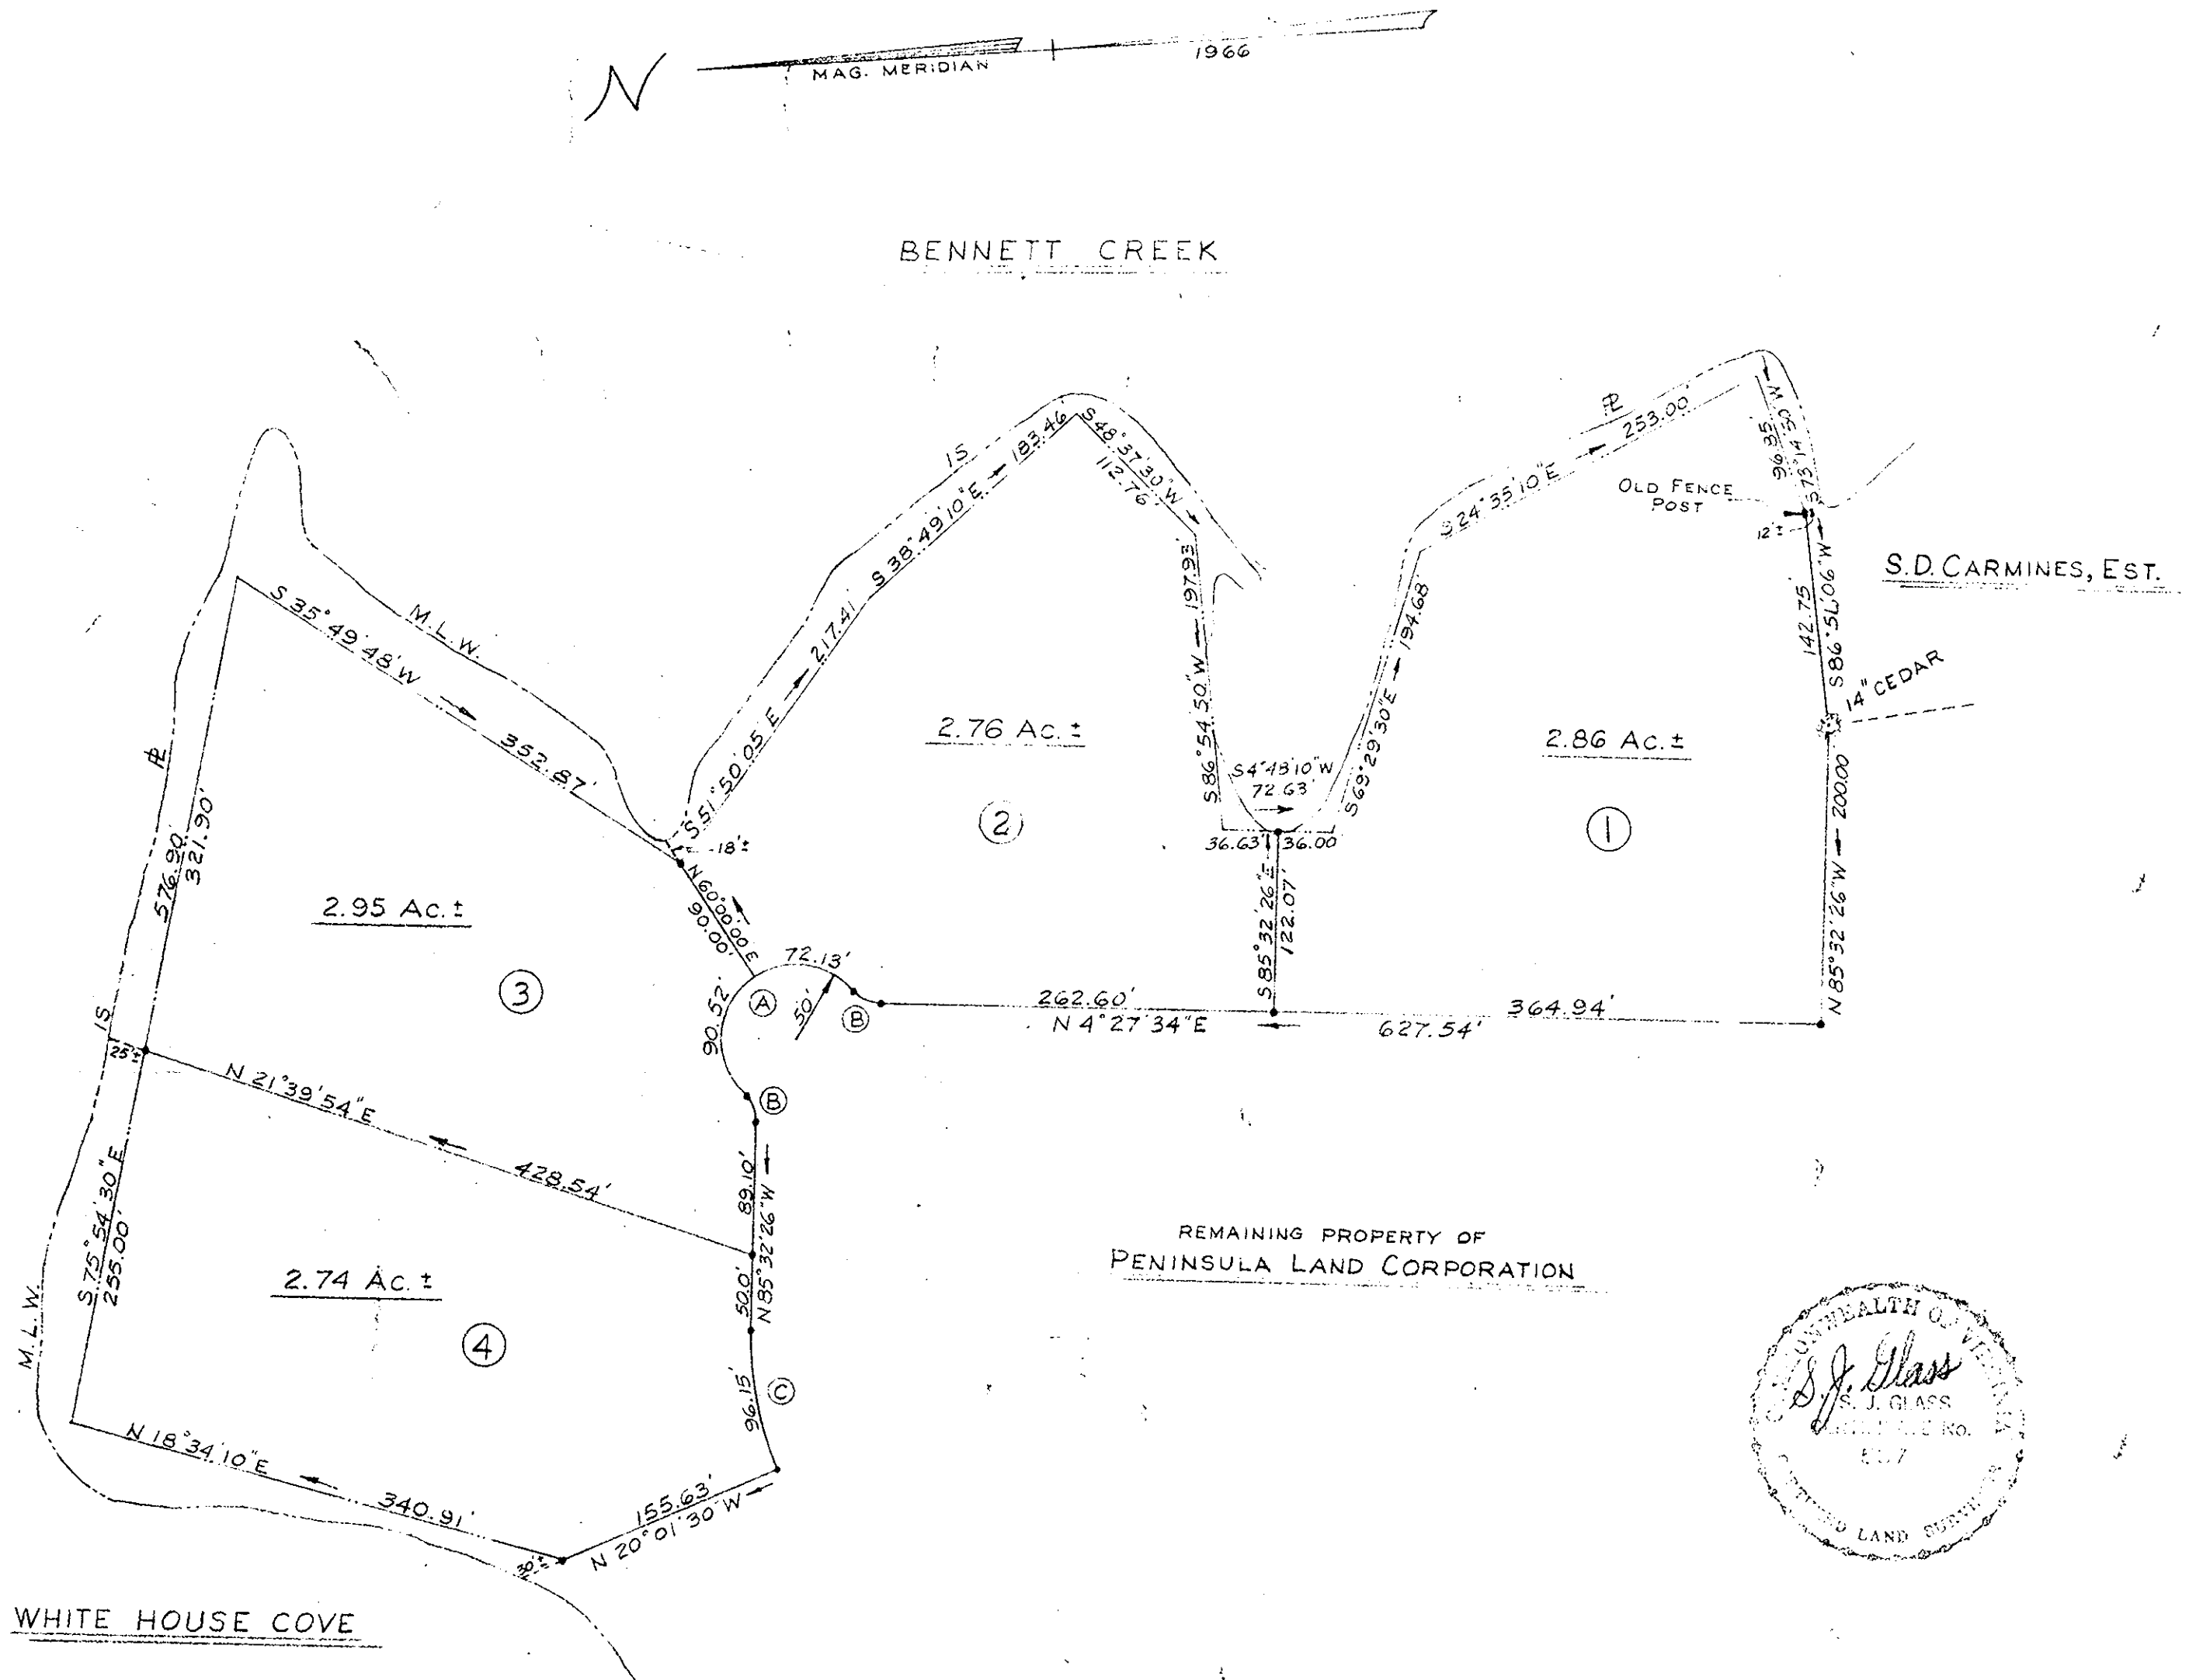 N
MAG. MERIDIAN
1966
BENNETT CREEK
S 35°49'48"W
352.87'
M.L.W.
S 51°50'05"E
217.41'
S 38°49'10"E
183.46'
1S
S 48°37'30"W
112.76'
S 86°54'50"W
197.93'
S 4°48'10"W
72.63'
36.63'
36.00
S 69°29'30"E
194.68'
S 24°35'10"E
253.00'
PL
96.35'
S 73°14'50"W
OLD FENCE
POST
12'±
142.75'
S 86°51'06"W
S.D. CARMINES, EST.
14" CEDAR
N 85°32'26"W
200.00'
2.76 Ac.±
2
2.86 Ac.±
1
S 85°32'26"E
122.07'
PL
576.90'
321.90'
2.95 Ac.±
3
18'±
N 60°00'00"E
90.00'
72.13'
A
50'
B
90.52'
B
262.60'
N 4°27'34"E
627.54'
364.94'
1S
25'±
N 21°39'54"E
428.54'
89.10'
N 85°32'26"W
50.0'
S 75°54'30"E
255.00'
2.74 Ac.±
4
M.L.W.
96.15'
C
N 18°34'10"E
340.91'
30'±
155.63'
N 20°01'30"W
REMAINING PROPERTY OF
PENINSULA LAND CORPORATION
WHITE HOUSE COVE
S. J. Glass
S. J. GLASS
No.
LAND